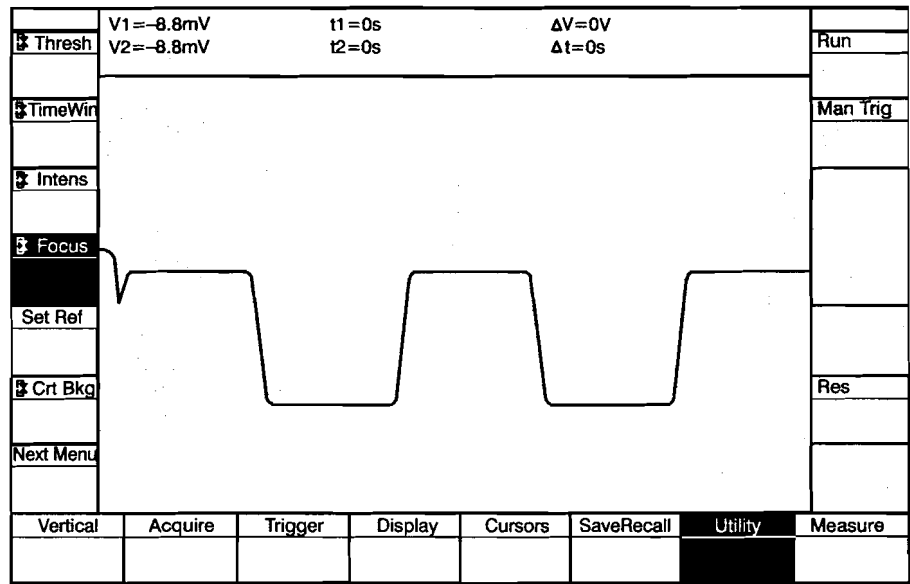 V1=–8.8mV t1=0s ΔV=0V
V2=–8.8mV t2=0s Δt=0s
Thresh
TimeWin
Intens
Focus
Set Ref
Crt Bkg
Next Menu
Run
Man Trig
Res
Vertical Acquire Trigger Display Cursors SaveRecall Utility Measure